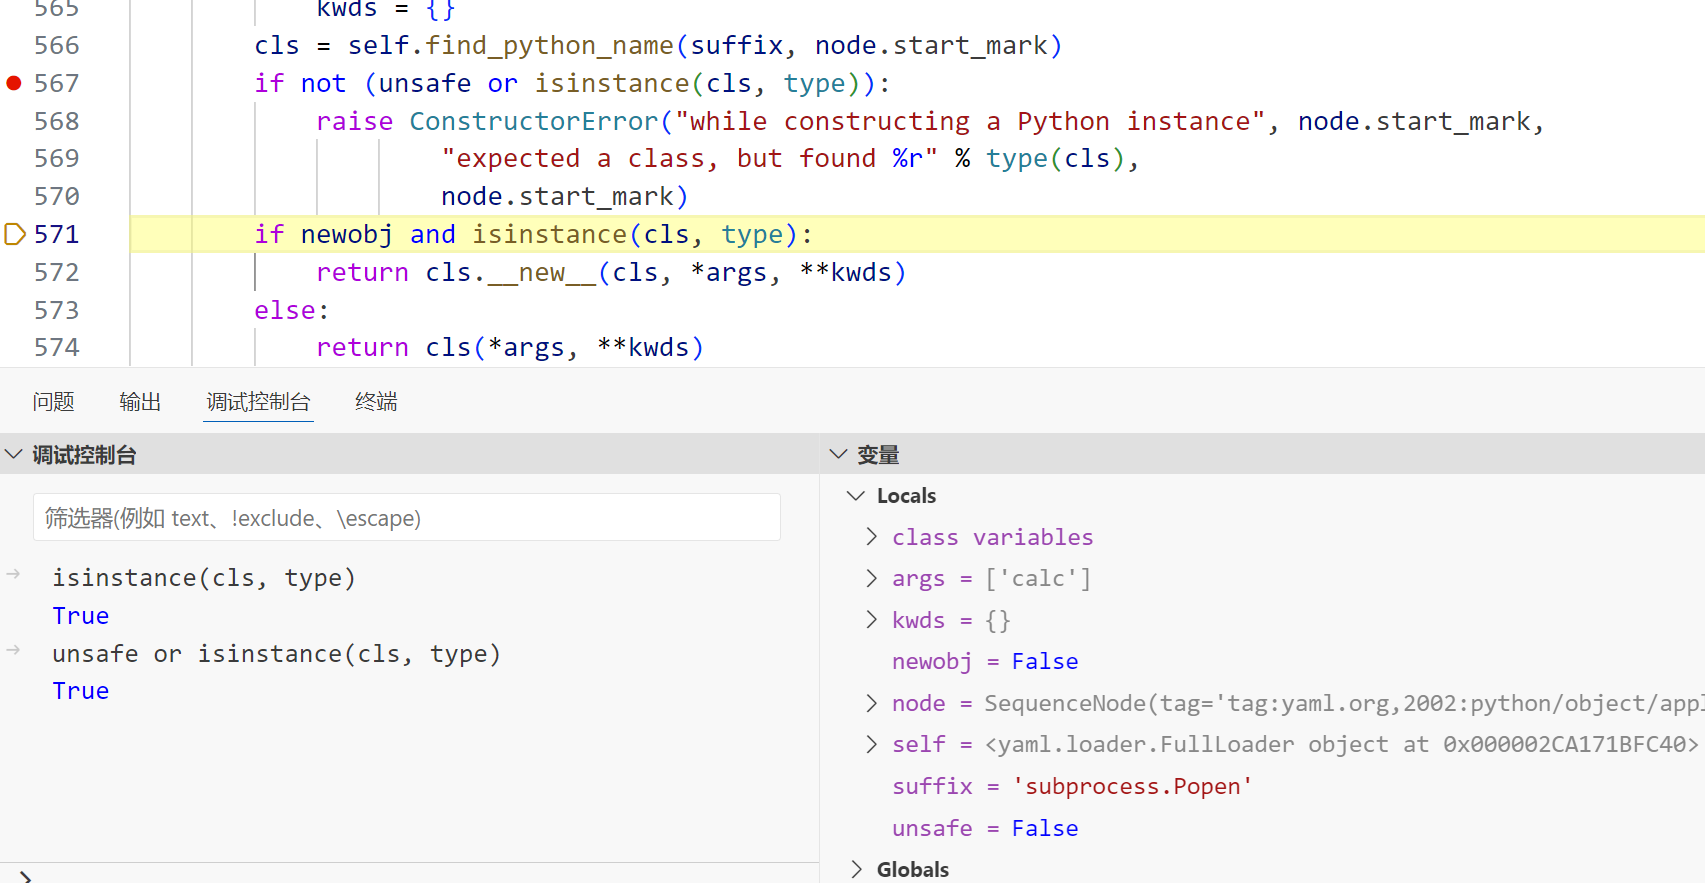 565 kwds = {}
566 cls = self.find_python_name(suffix, node.start_mark)
567 if not (unsafe or isinstance(cls, type)):
568 raise ConstructorError("while constructing a Python instance", node.start_mark,
569 "expected a class, but found %r" % type(cls),
570 node.start_mark)
571 if newobj and isinstance(cls, type):
572 return cls.__new__(cls, *args, **kwds)
573 else:
574 return cls(*args, **kwds)
问题 输出 调试控制台 终端
调试控制台
筛选器(例如 text、!exclude、\escape)
isinstance(cls, type)
True
unsafe or isinstance(cls, type)
True
变量
Locals
class variables
args = ['calc']
kwds = {}
newobj = False
node = SequenceNode(tag='tag:yaml.org,2002:python/object/appl
self = <yaml.loader.FullLoader object at 0x000002CA171BFC40>
suffix = 'subprocess.Popen'
unsafe = False
Globals